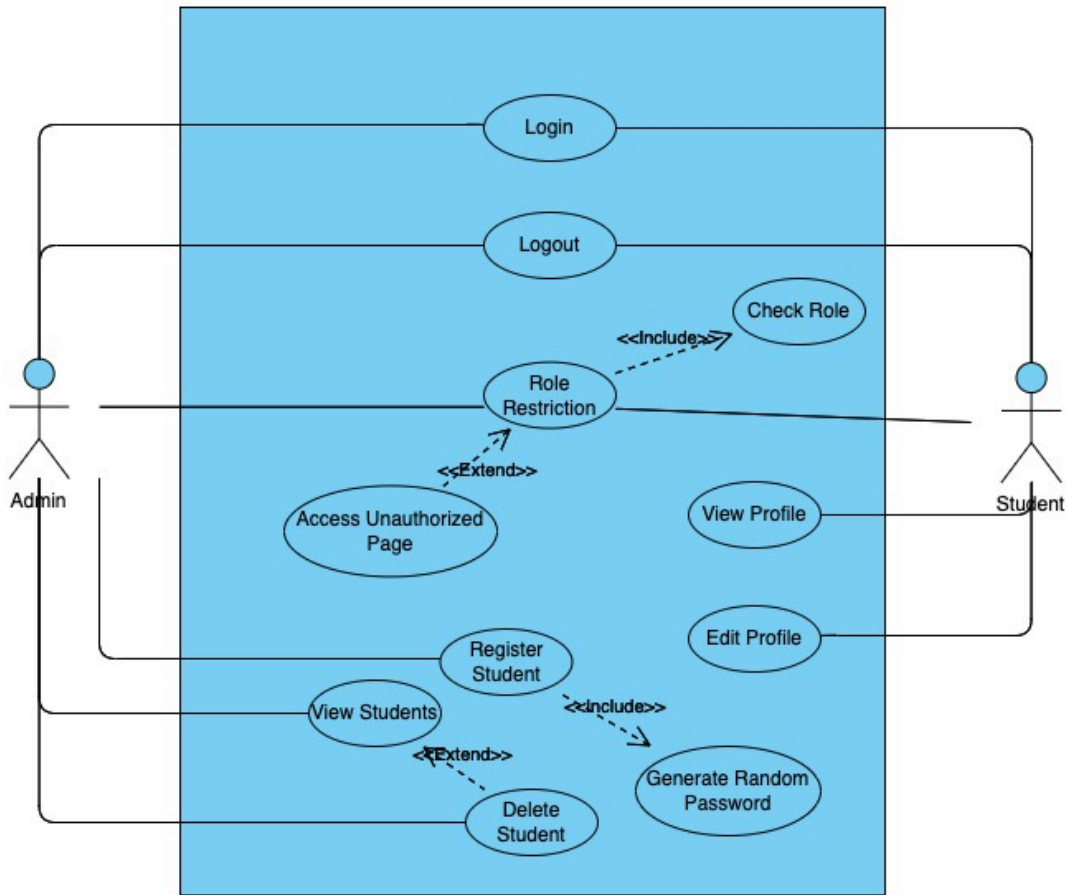 Login
Logout
Check Role
<<Include>>
Role
Restriction
<<Extend>>
Admin
Student
Access Unauthorized
Page
View Profile
Edit Profile
Register
Student
<<Include>>
View Students
<<Extend>>
Generate Random
Password
Delete
Student